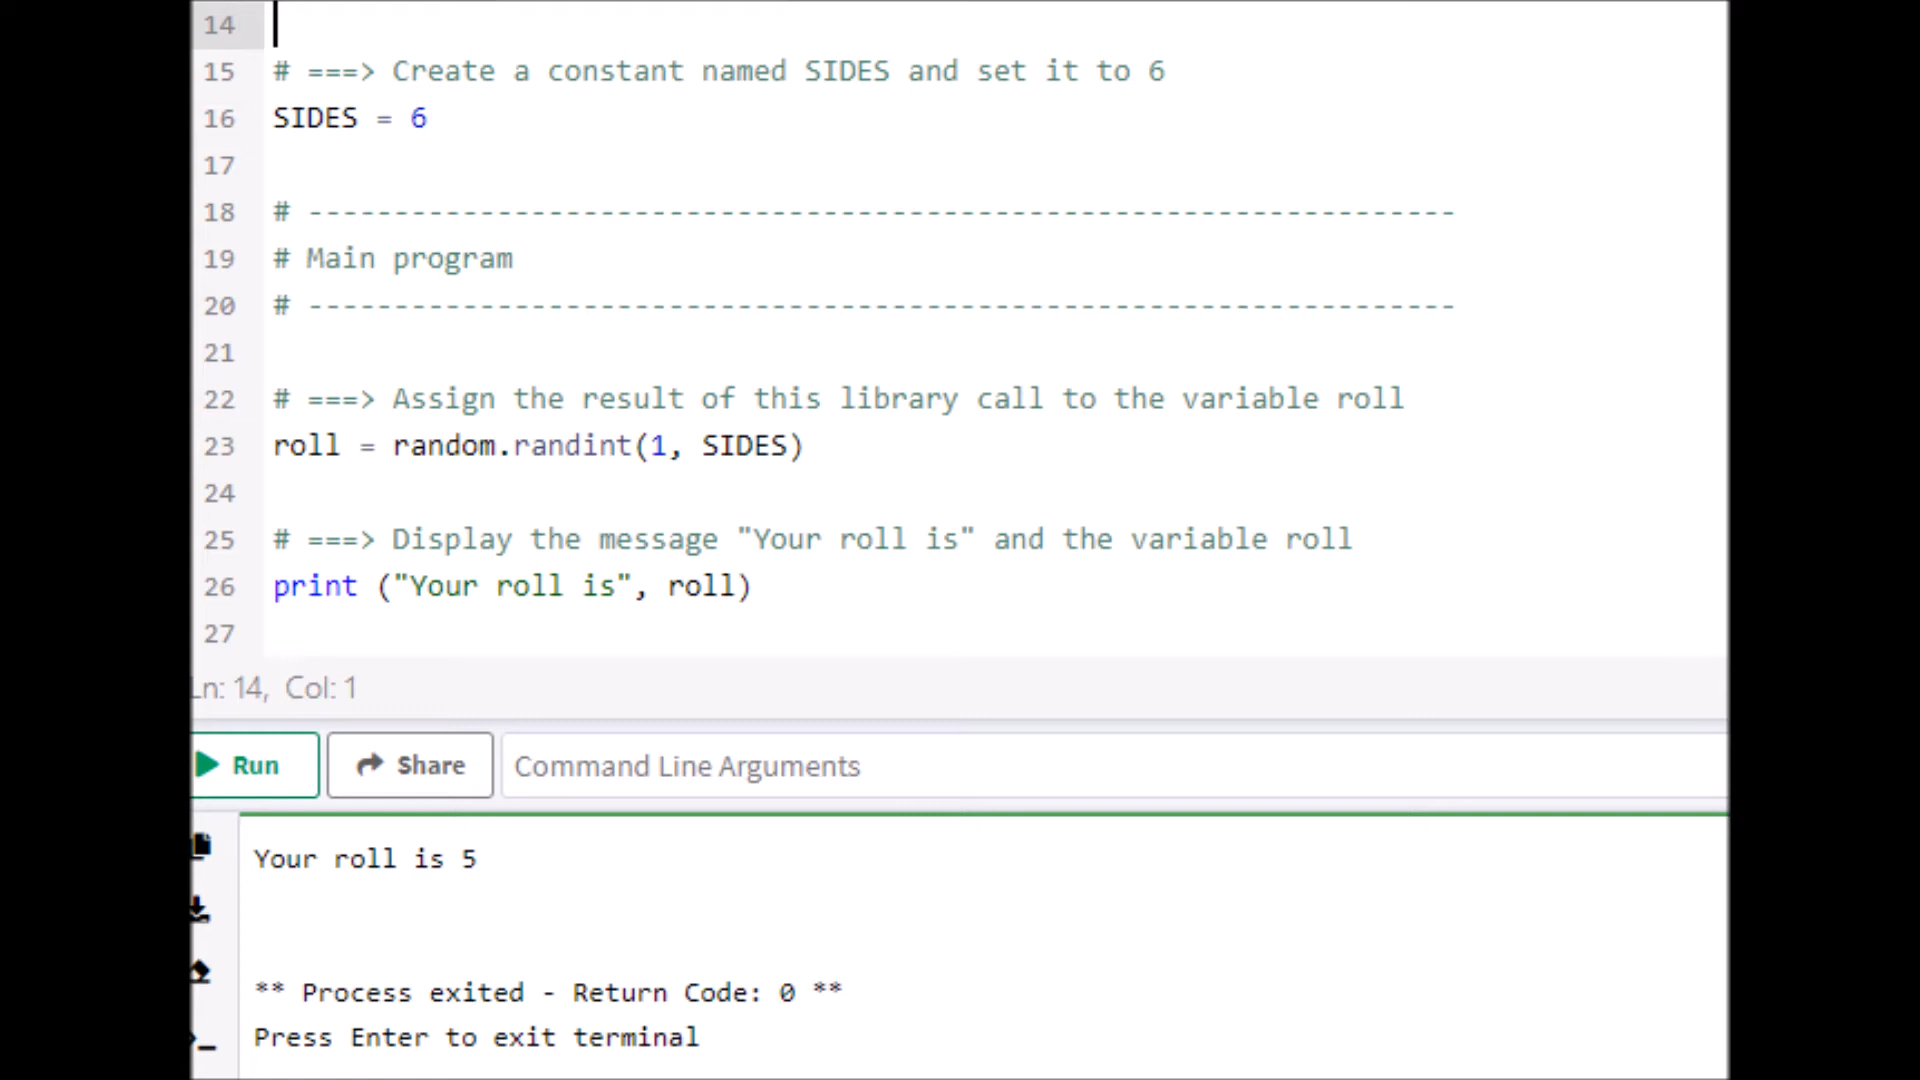 14
15 # ===> Create a constant named SIDES and set it to 6
16 SIDES = 6
17
18 # -------------------------------------------------------------------
19 # Main program
20 # -------------------------------------------------------------------
21
22 # ===> Assign the result of this library call to the variable roll
23 roll = random.randint(1, SIDES)
24
25 # ===> Display the message "Your roll is" and the variable roll
26 print ("Your roll is", roll)
27
Ln: 14, Col: 1
Run Share Command Line Arguments
Your roll is 5
** Process exited - Return Code: 0 **
Press Enter to exit terminal